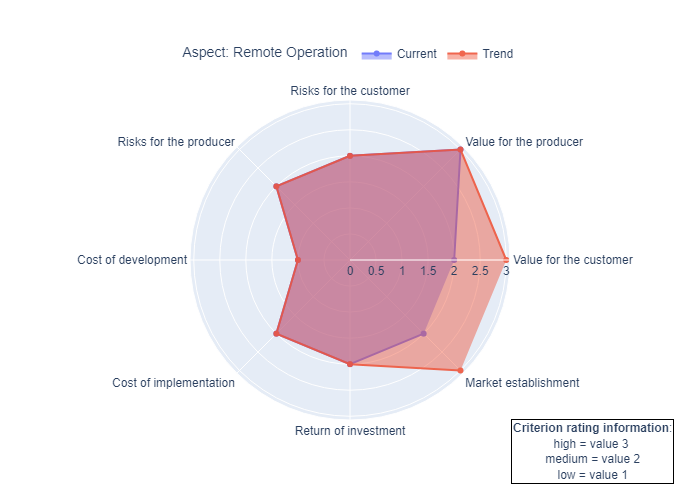 Aspect: Remote Operation
Current
Trend
Risks for the customer
Risks for the producer
Value for the producer
Cost of development
Value for the customer
0 0.5 1 1.5 2 2.5 3
Cost of implementation
Market establishment
Return of investment
Criterion rating information:
high = value 3
medium = value 2
low = value 1